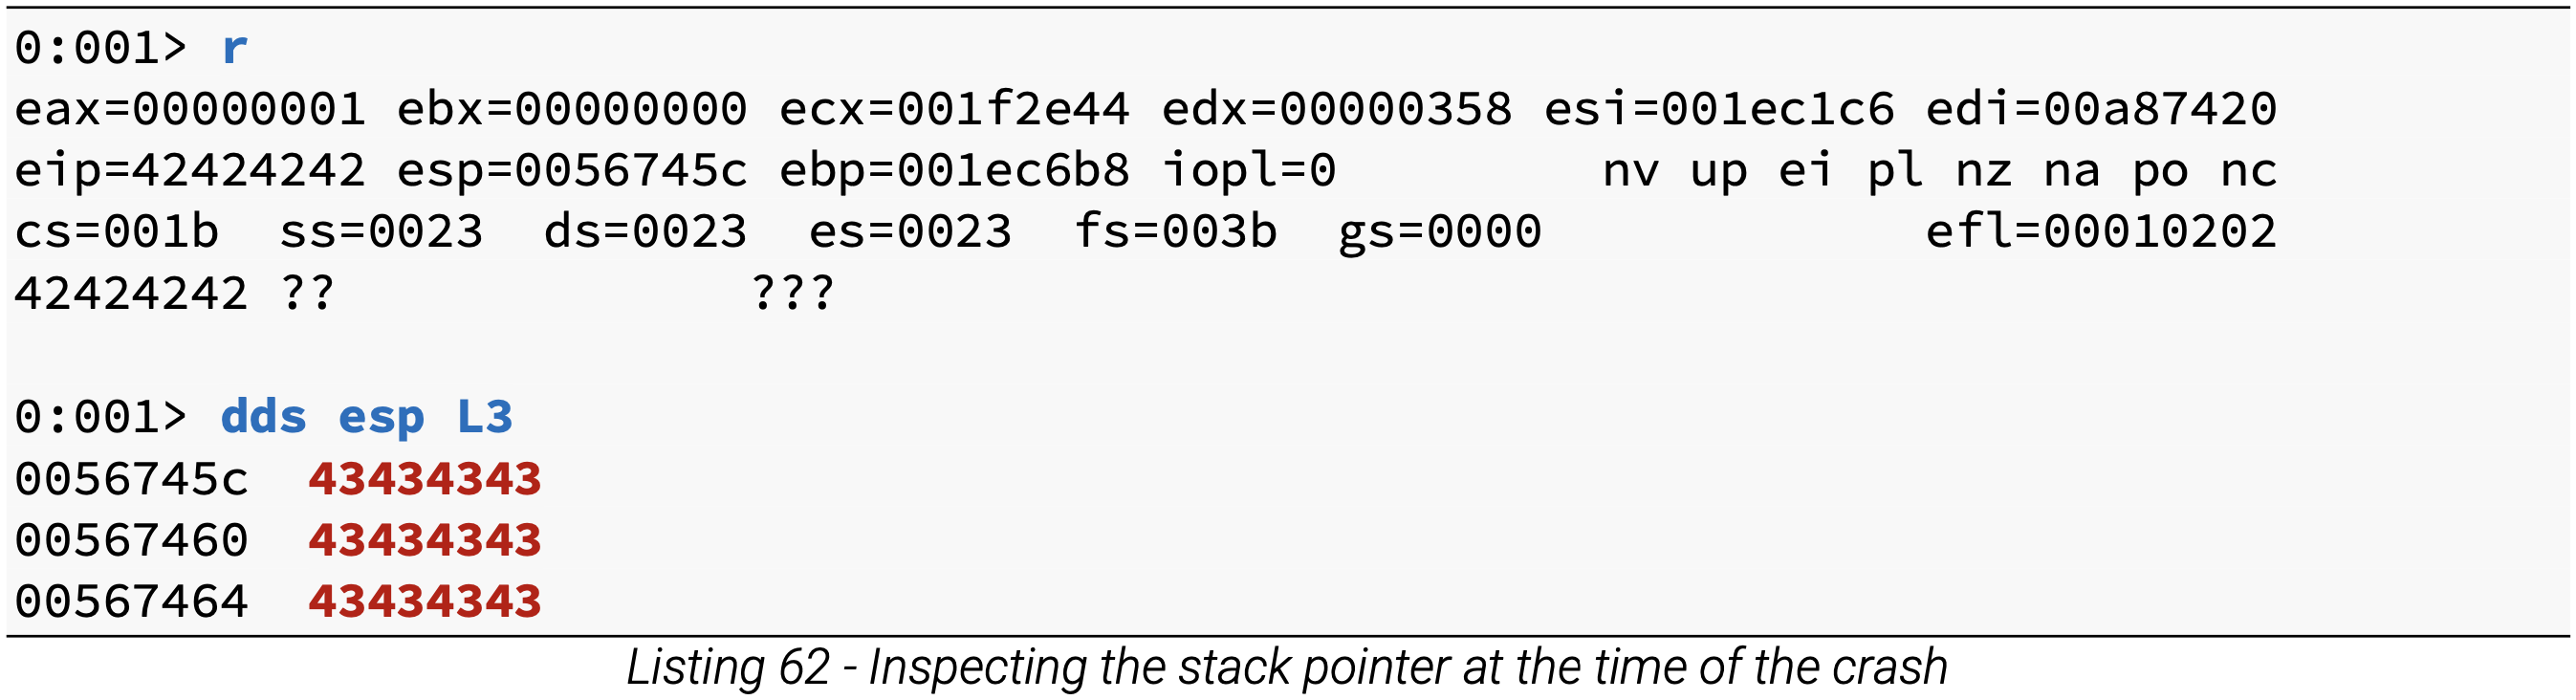 0:001> r
eax=00000001 ebx=00000000 ecx=001f2e44 edx=00000358 esi=001ec1c6 edi=00a87420
eip=42424242 esp=0056745c ebp=001ec6b8 iopl=0         nv up ei pl nz na po nc
cs=001b  ss=0023  ds=0023  es=0023  fs=003b  gs=0000             efl=00010202
42424242 ??              ???
0:001> dds esp L3
0056745c  43434343
00567460  43434343
00567464  43434343
Listing 62 - Inspecting the stack pointer at the time of the crash